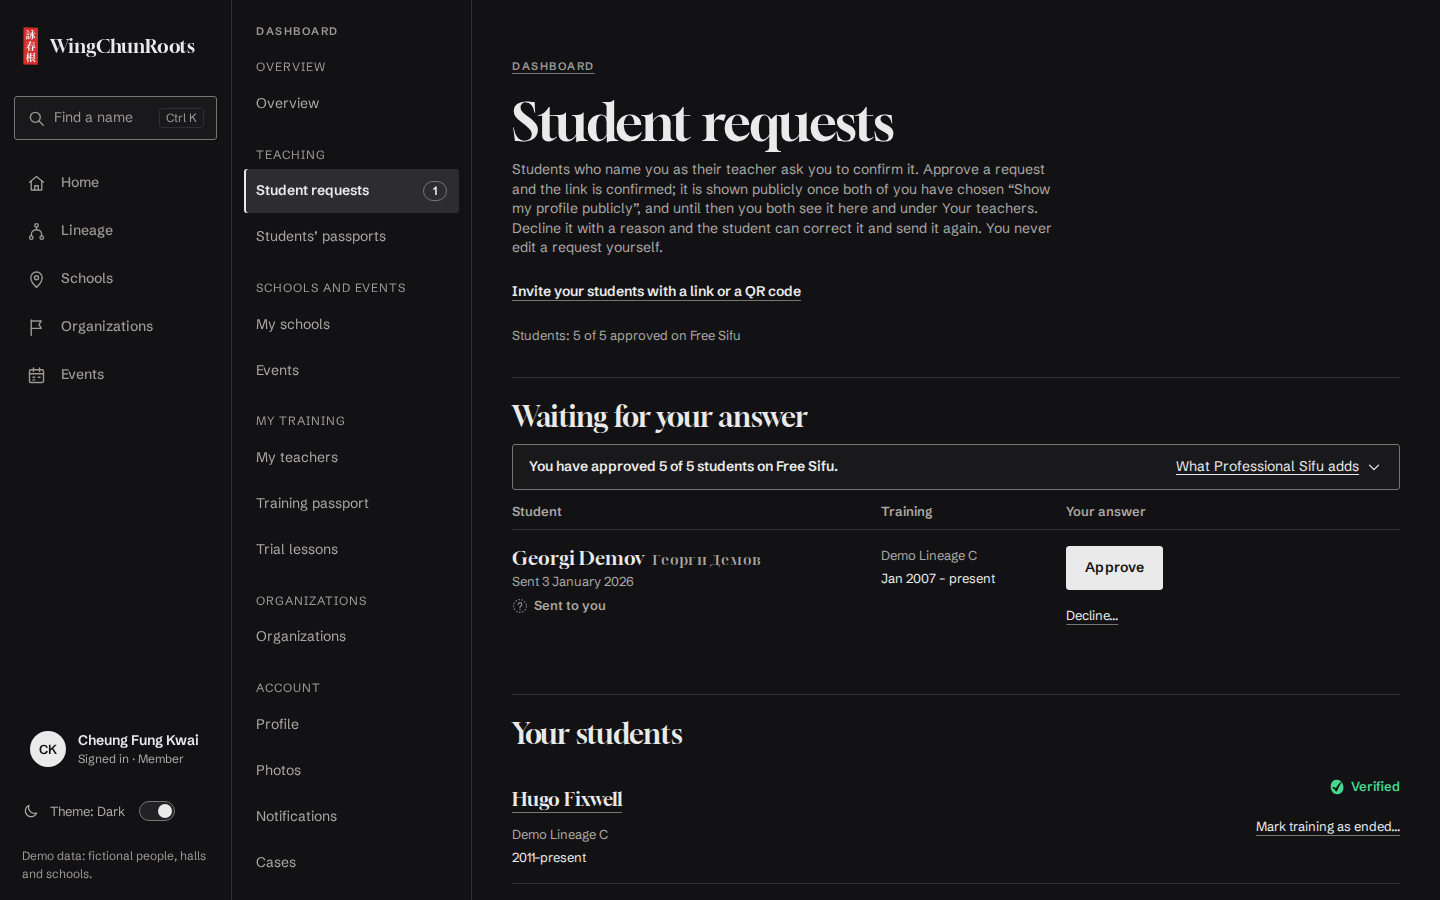 詠春根
WingChunRoots
Find a name
Ctrl K
Home
Lineage
Schools
Organizations
Events
CK
Cheung Fung Kwai
Signed in · Member
Theme: Dark
Demo data: fictional people, halls
and schools.
DASHBOARD
OVERVIEW
Overview
TEACHING
Student requests
1
Students’ passports
SCHOOLS AND EVENTS
My schools
Events
MY TRAINING
My teachers
Training passport
Trial lessons
ORGANIZATIONS
Organizations
ACCOUNT
Profile
Photos
Notifications
Cases
DASHBOARD
Student requests
Students who name you as their teacher ask you to confirm it. Approve a request
and the link is confirmed; it is shown publicly once both of you have chosen “Show
my profile publicly”, and until then you both see it here and under Your teachers.
Decline it with a reason and the student can correct it and send it again. You never
edit a request yourself.
Invite your students with a link or a QR code
Students: 5 of 5 approved on Free Sifu
Waiting for your answer
You have approved 5 of 5 students on Free Sifu.
What Professional Sifu adds
Student
Training
Your answer
Georgi Demov Георги Демов
Sent 3 January 2026
Sent to you
Demo Lineage C
Jan 2007 – present
Approve
Decline…
Your students
Hugo Fixwell
Demo Lineage C
2011–present
Verified
Mark training as ended…